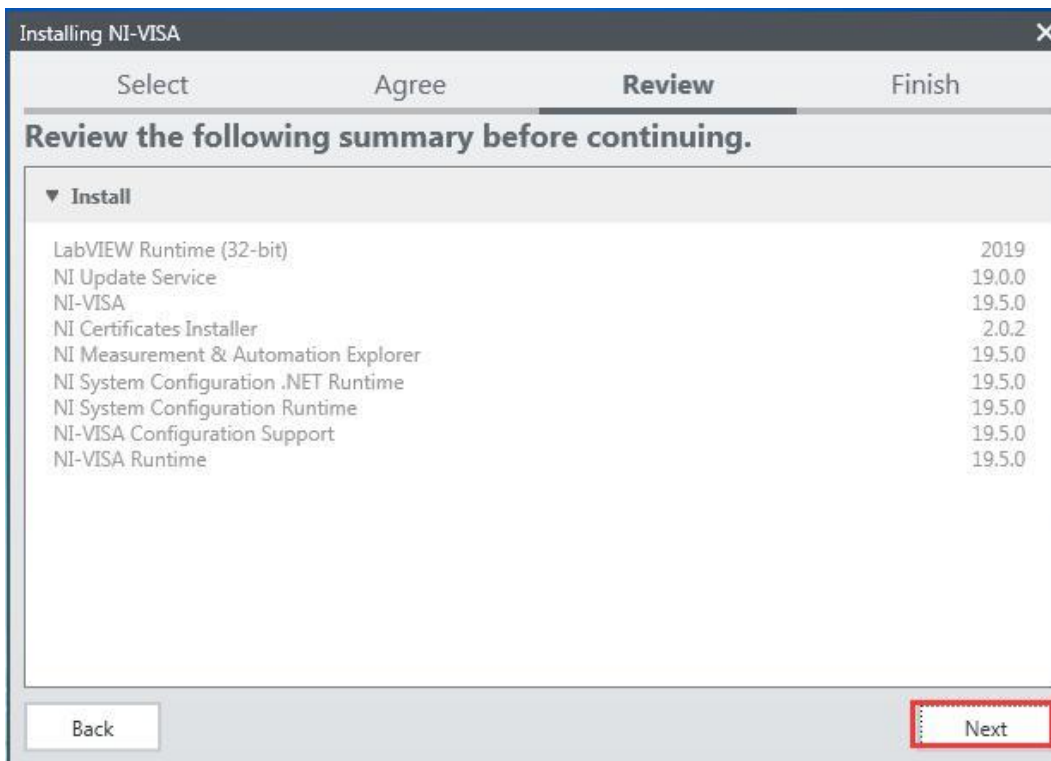 Installing NI-VISA
Select Agree Review Finish
Review the following summary before continuing.
Install
LabVIEW Runtime (32-bit) 2019
NI Update Service 19.0.0
NI-VISA 19.5.0
NI Certificates Installer 2.0.2
NI Measurement & Automation Explorer 19.5.0
NI System Configuration .NET Runtime 19.5.0
NI System Configuration Runtime 19.5.0
NI-VISA Configuration Support 19.5.0
NI-VISA Runtime 19.5.0
Back Next